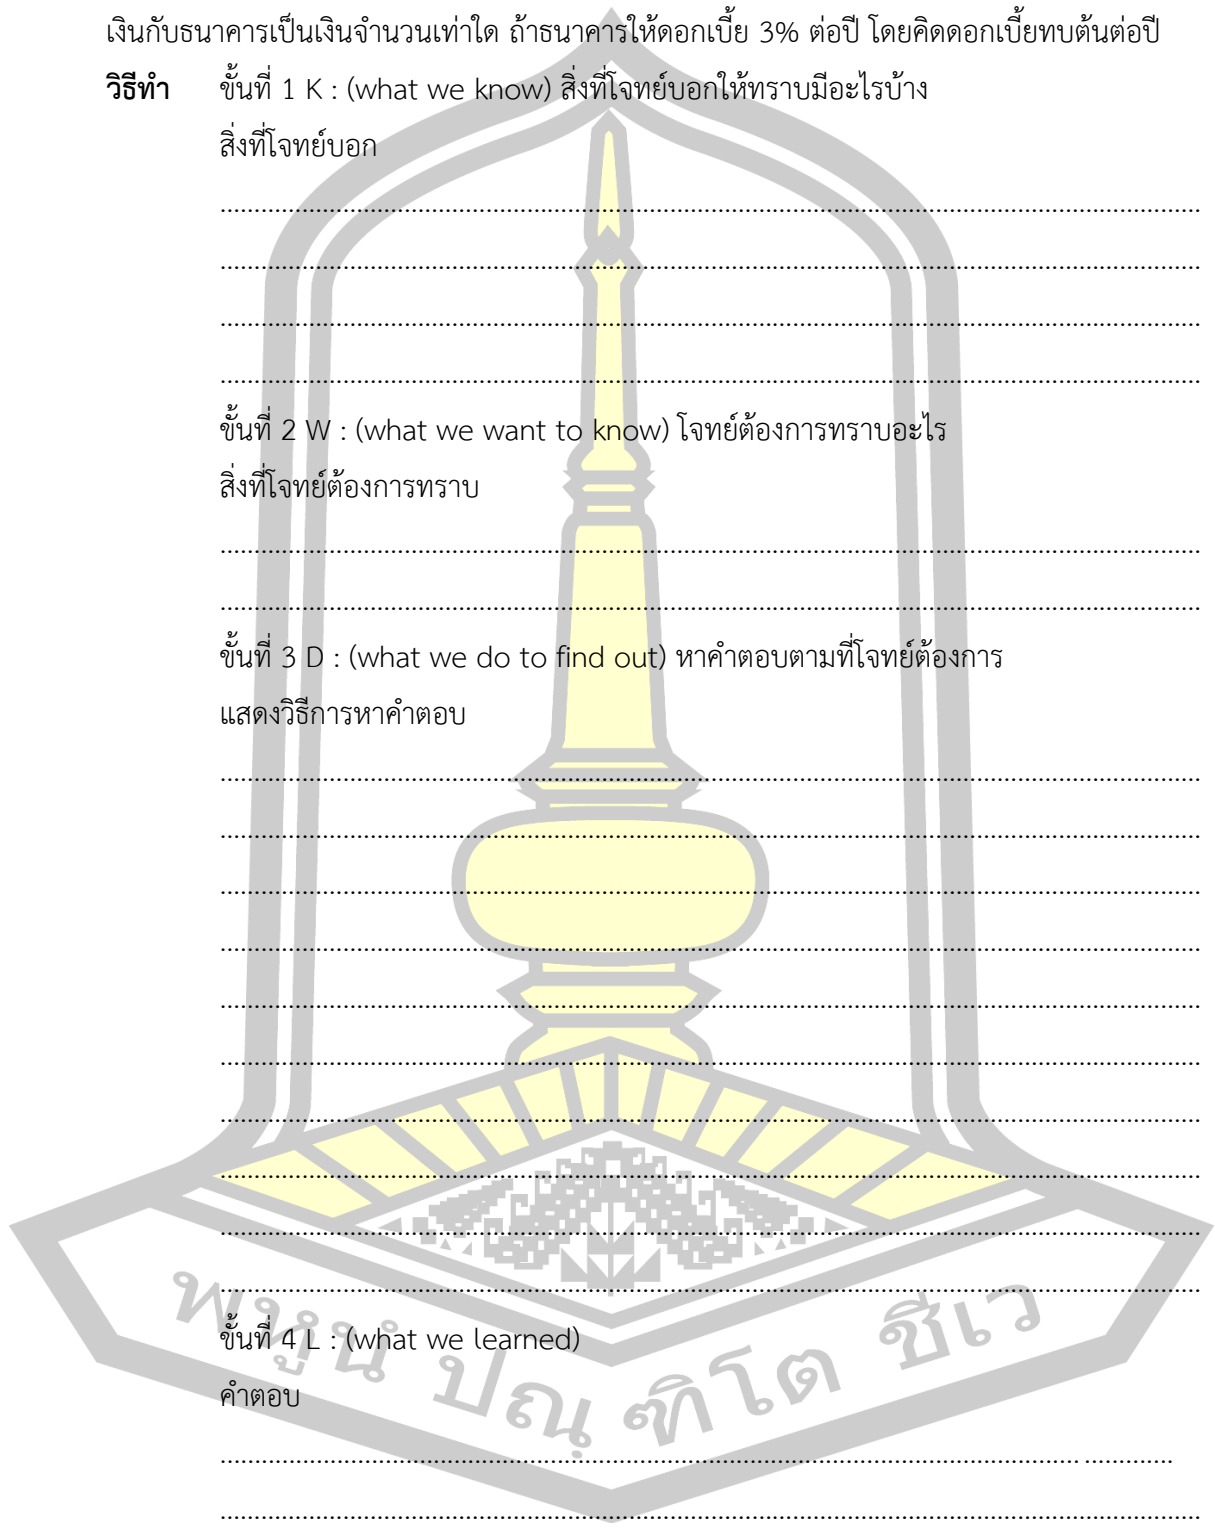 เงินกับธนาคารเป็นเงินจำนวนเท่าใด ถ้าธนาคารให้ดอกเบี้ย 3% ต่อปี โดยคิดดอกเบี้ยทบต้นต่อปี
วิธีทำ ขั้นที่ 1 K : (what we know) สิ่งที่โจทย์บอกให้ทราบมีอะไรบ้าง
สิ่งที่โจทย์บอก
ขั้นที่ 2 W : (what we want to know) โจทย์ต้องการทราบอะไร
สิ่งที่โจทย์ต้องการทราบ
ขั้นที่ 3 D : (what we do to find out) หาคำตอบตามที่โจทย์ต้องการ
แสดงวิธีการหาคำตอบ
ขั้นที่ 4 L : (what we learned)
คำตอบ
พหูนํ ปณฺฑิโต ชีเว